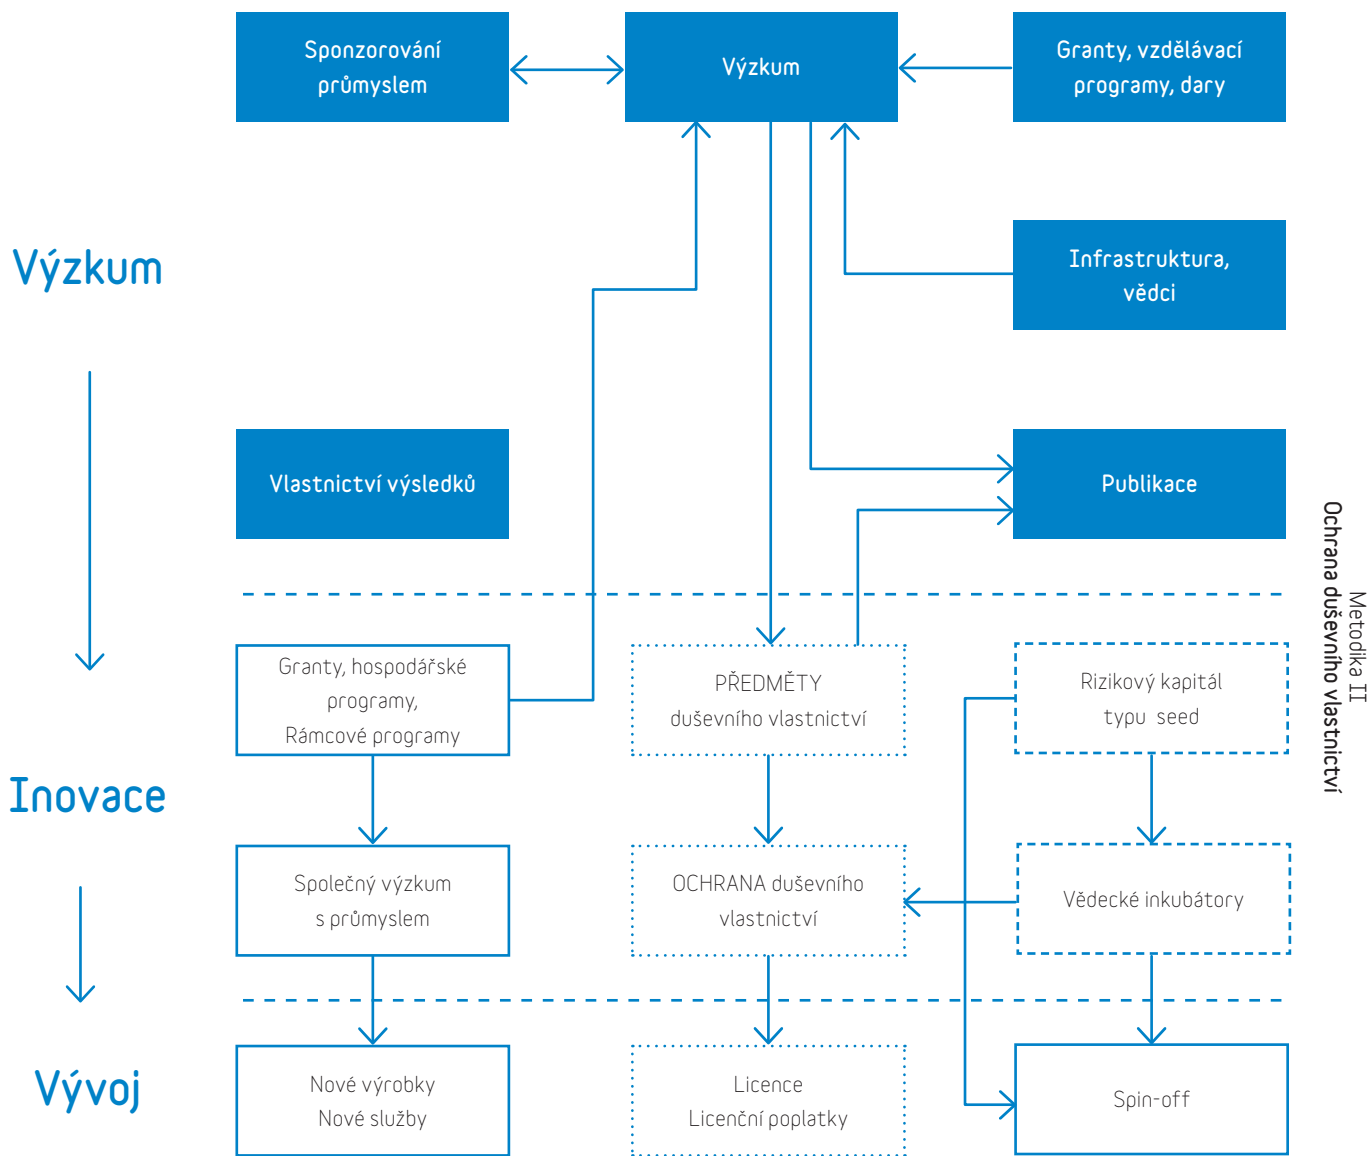 Sponzorování
průmyslem
Výzkum
Granty, vzdělávací
programy, dary
Výzkum
Infrastruktura,
vědci
Vlastnictví výsledků
Publikace
Metodika II
Ochrana duševního vlastnictví
Granty, hospodářské
programy,
Rámcové programy
PŘEDMĚTY
duševního vlastnictví
Rizikový kapitál
typu seed
Inovace
Společný výzkum
s průmyslem
OCHRANA duševního
vlastnictví
Vědecké inkubátory
Vývoj
Nové výrobky
Nové služby
Licence
Licenční poplatky
Spin-off